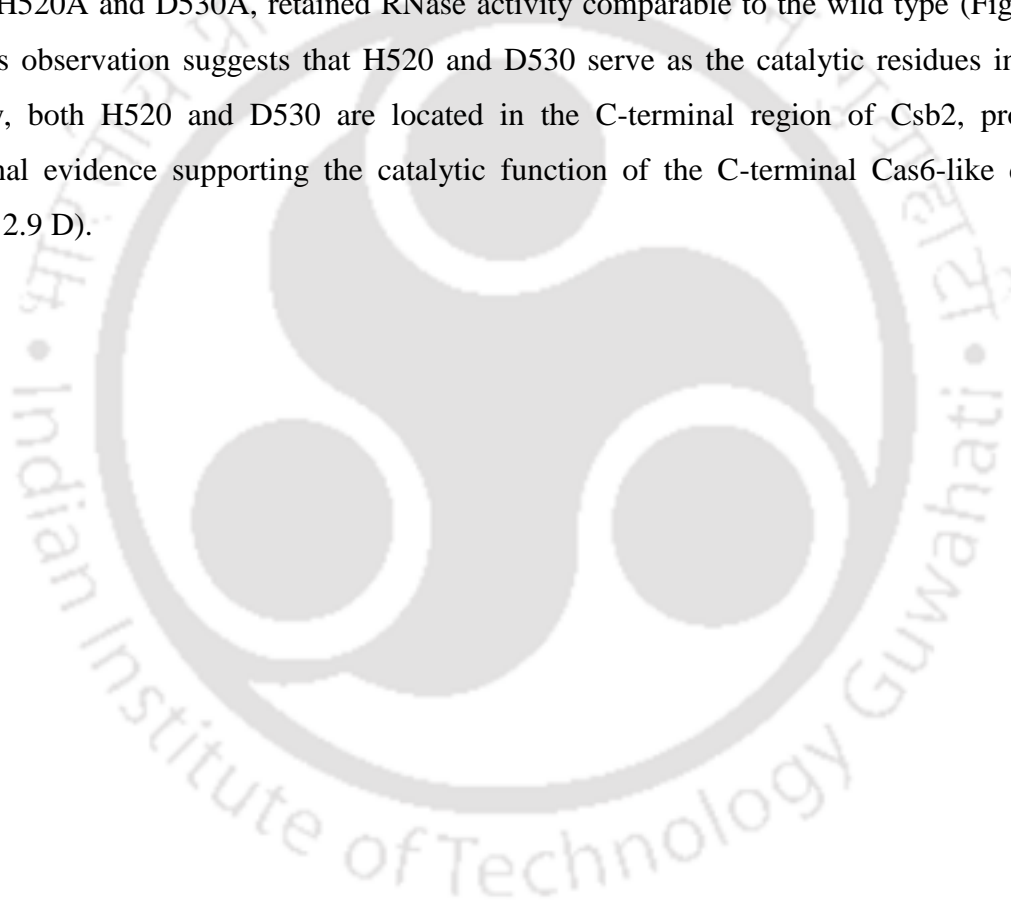 H520A and D530A, retained RNase activity comparable to the wild type (Fig
s observation suggests that H520 and D530 serve as the catalytic residues in
, both H520 and D530 are located in the C-terminal region of Csb2, pro
nal evidence supporting the catalytic function of the C-terminal Cas6-like
2.9 D).
Indian Institute of Technology Guwahati